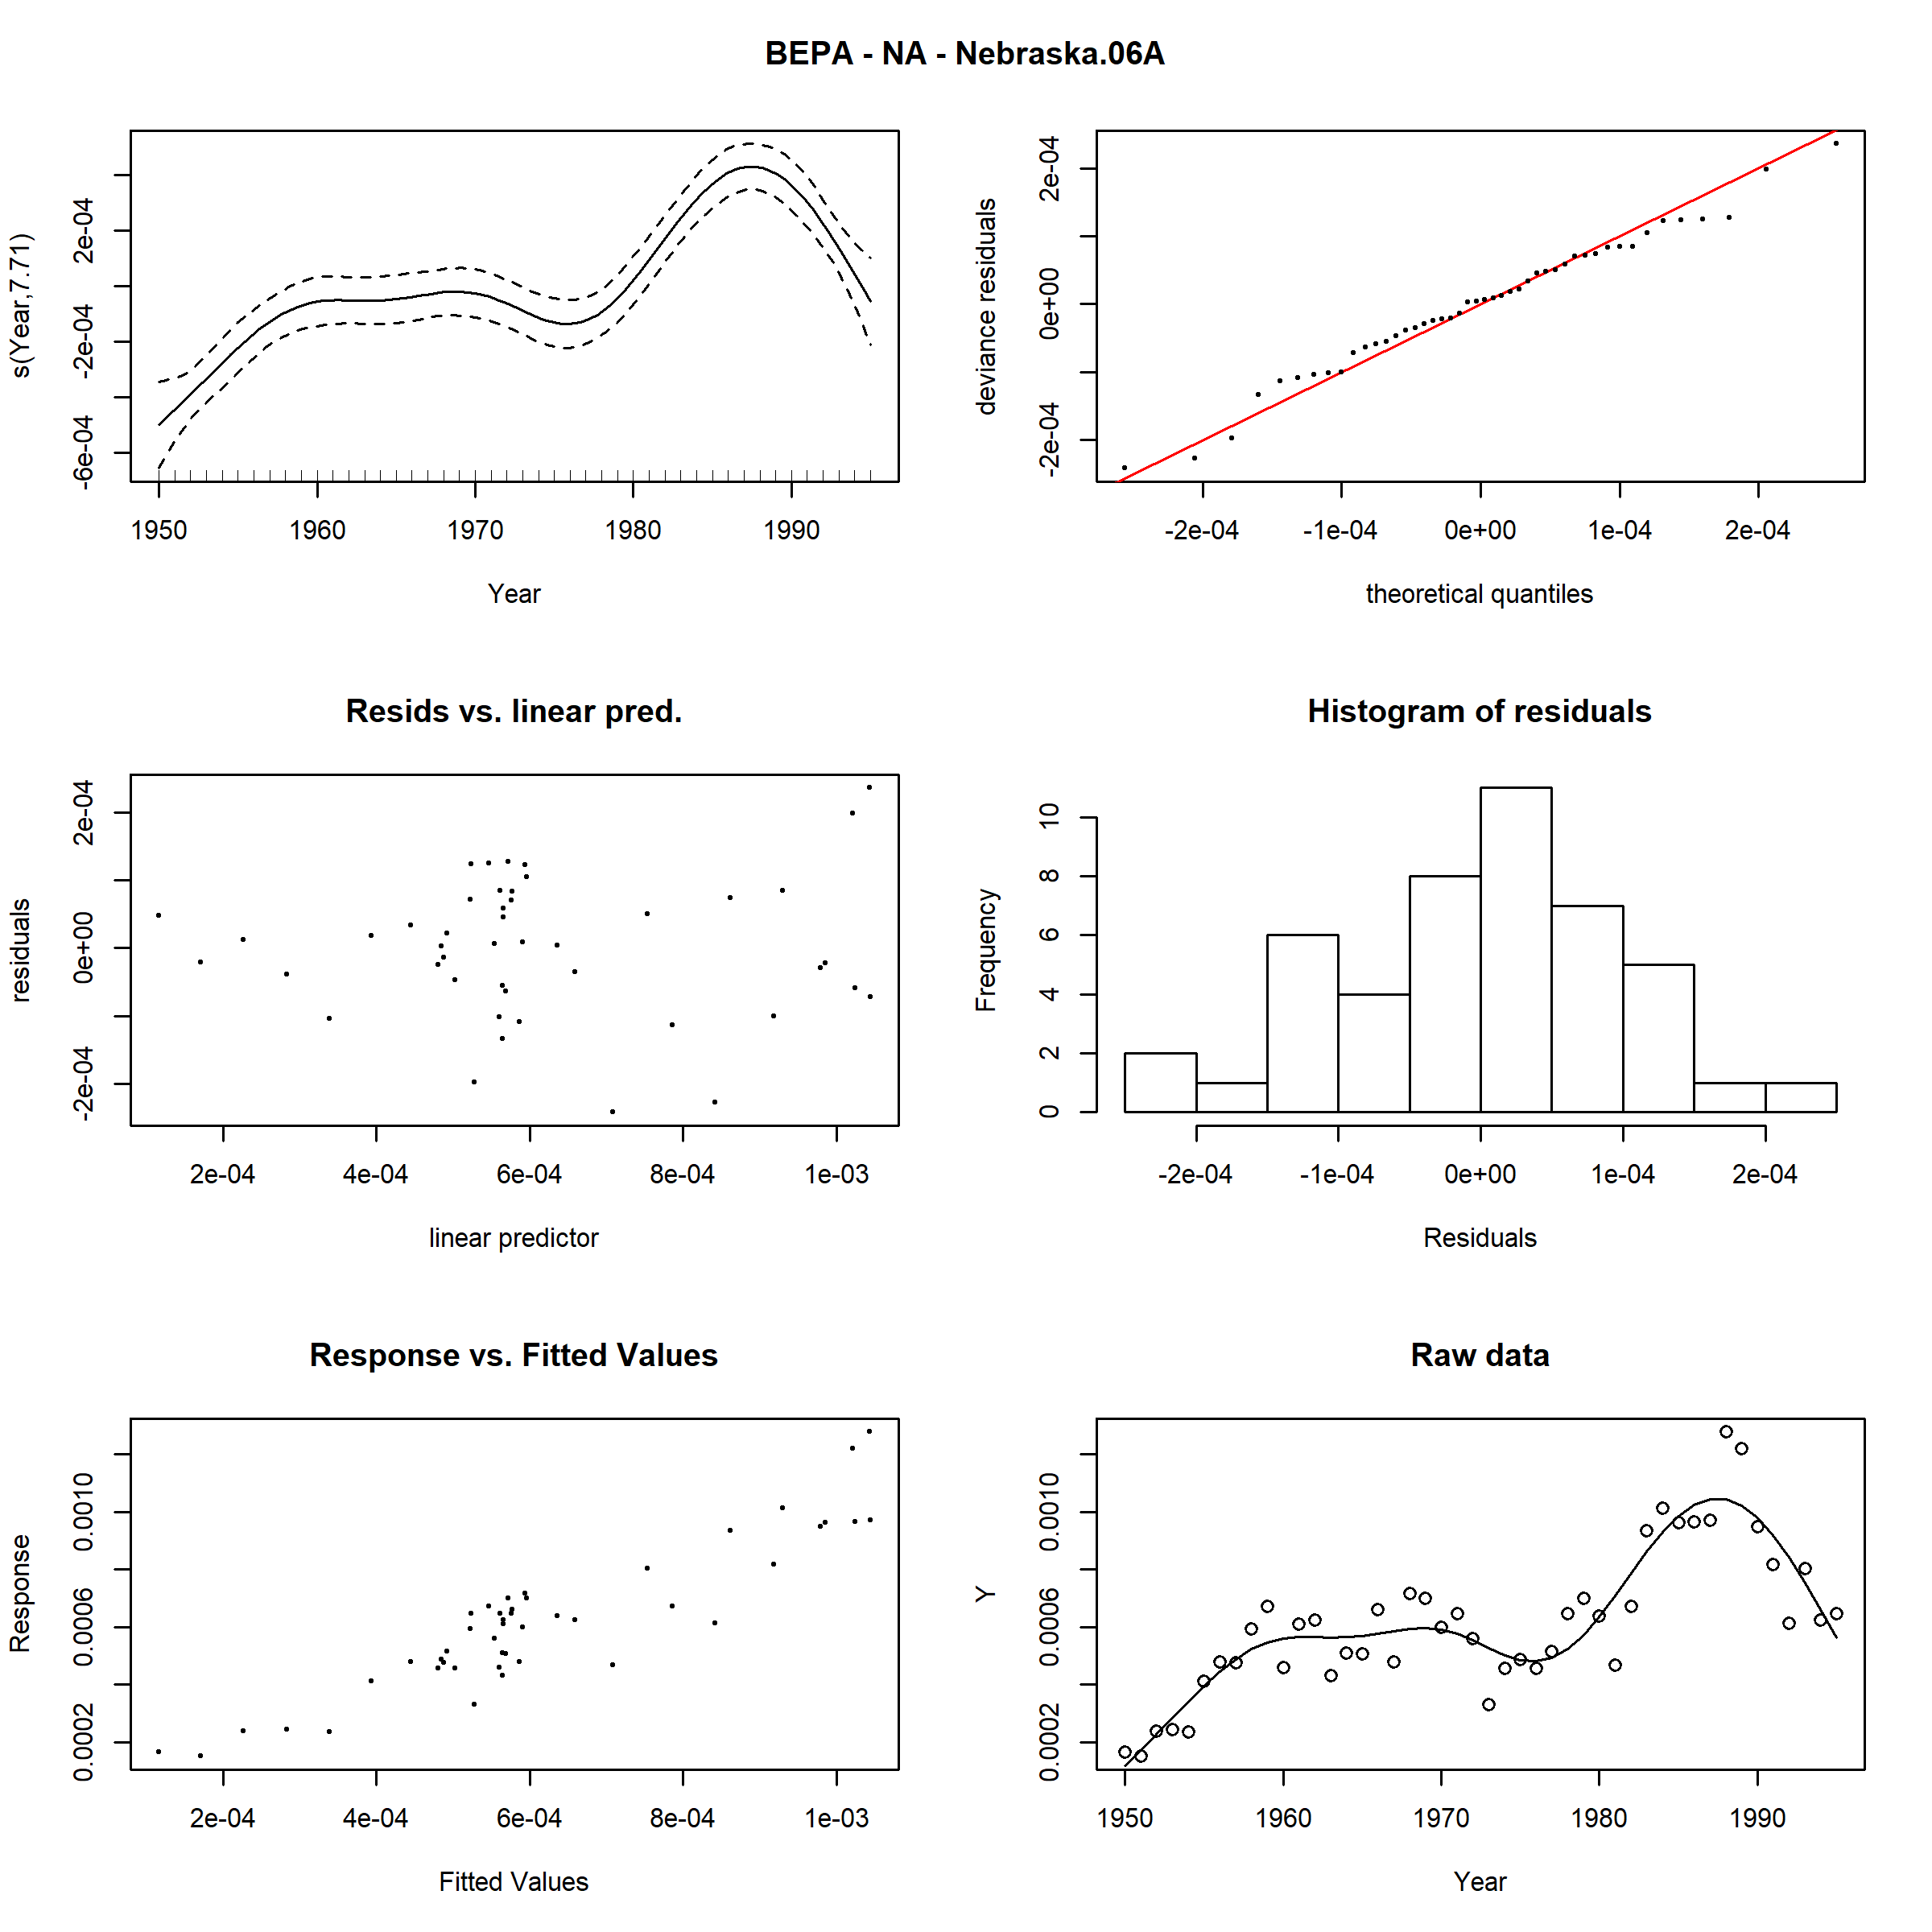 BEPA - NA - Nebraska.06A
s(Year,7.71)
-6e-04 -2e-04 2e-04
1950 1960 1970 1980 1990
Year
deviance residuals
-2e-04 0e+00 2e-04
-2e-04 -1e-04 0e+00 1e-04 2e-04
theoretical quantiles
Resids vs. linear pred.
residuals
-2e-04 0e+00 2e-04
2e-04 4e-04 6e-04 8e-04 1e-03
linear predictor
Histogram of residuals
Frequency
0 2 4 6 8 10
-2e-04 -1e-04 0e+00 1e-04 2e-04
Residuals
Response vs. Fitted Values
Response
0.0002 0.0006 0.0010
2e-04 4e-04 6e-04 8e-04 1e-03
Fitted Values
Raw data
Y
0.0002 0.0006 0.0010
1950 1960 1970 1980 1990
Year